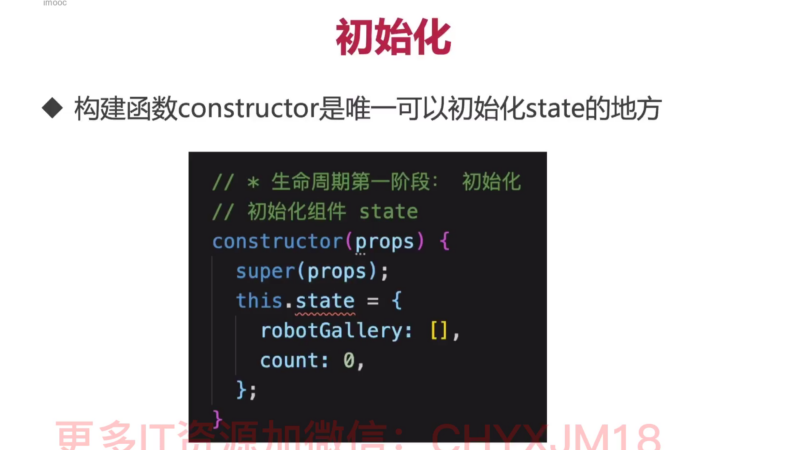 imooc
初始化
◆ 构建函数constructor是唯一可以初始化state的地方
// * 生命周期第一阶段： 初始化
// 初始化组件 state
constructor(props) {
super(props);
this.state = {
robotGallery: [],
count: 0,
};
}
更多IT资源加微信：CHYXJM18